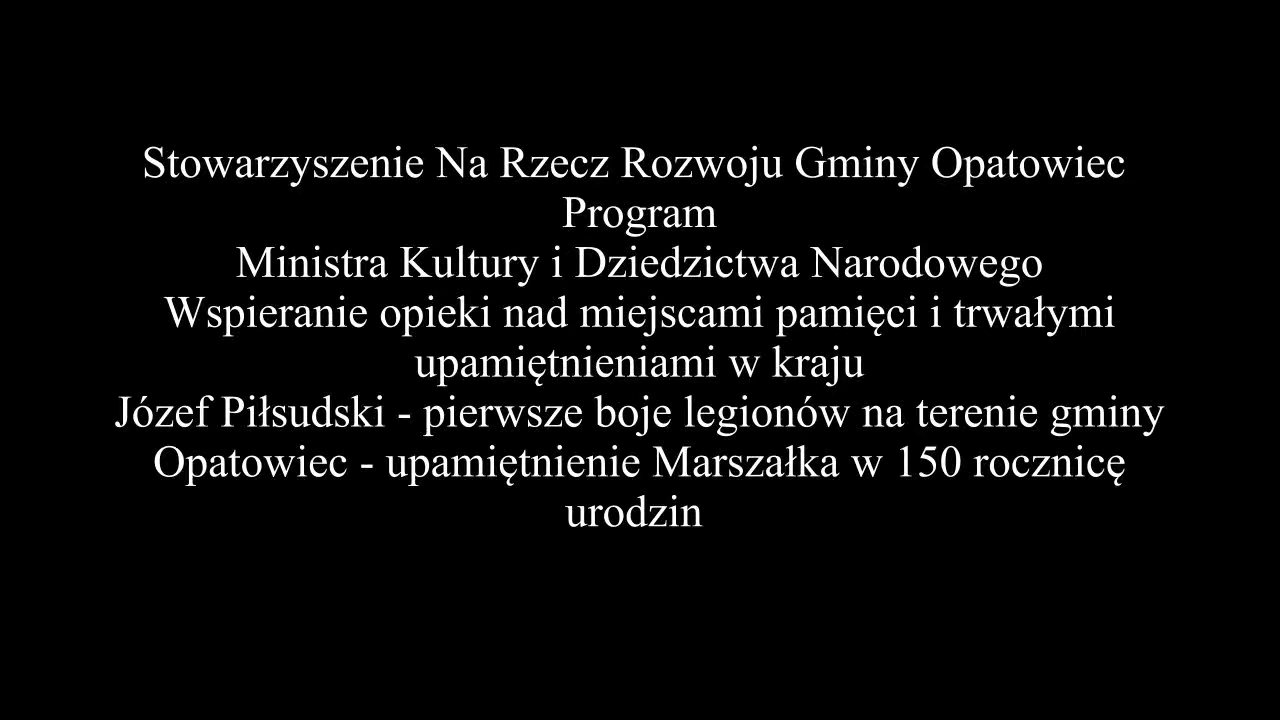 Stowarzyszenie Na Rzecz Rozwoju Gminy Opatowiec
Program
Ministra Kultury i Dziedzictwa Narodowego
Wspieranie opieki nad miejscami pamięci i trwałymi
upamiętnieniami w kraju
Józef Piłsudski - pierwsze boje legionów na terenie gminy
Opatowiec - upamiętnienie Marszałka w 150 rocznicę
urodzin